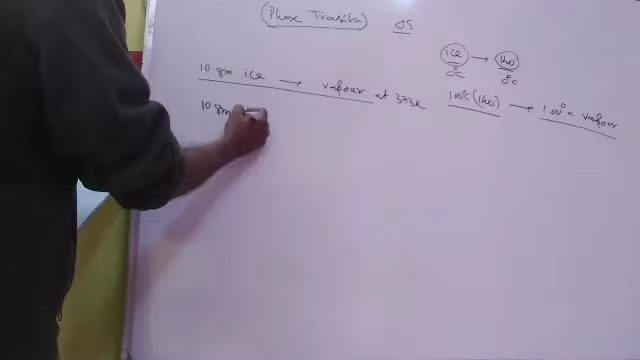 (Phase Transition) ΔS
ice → H2O
0°C 0°C
10 gm ice → vapour at 373K
100°C (H2O) → 100°C vapour
10 gm